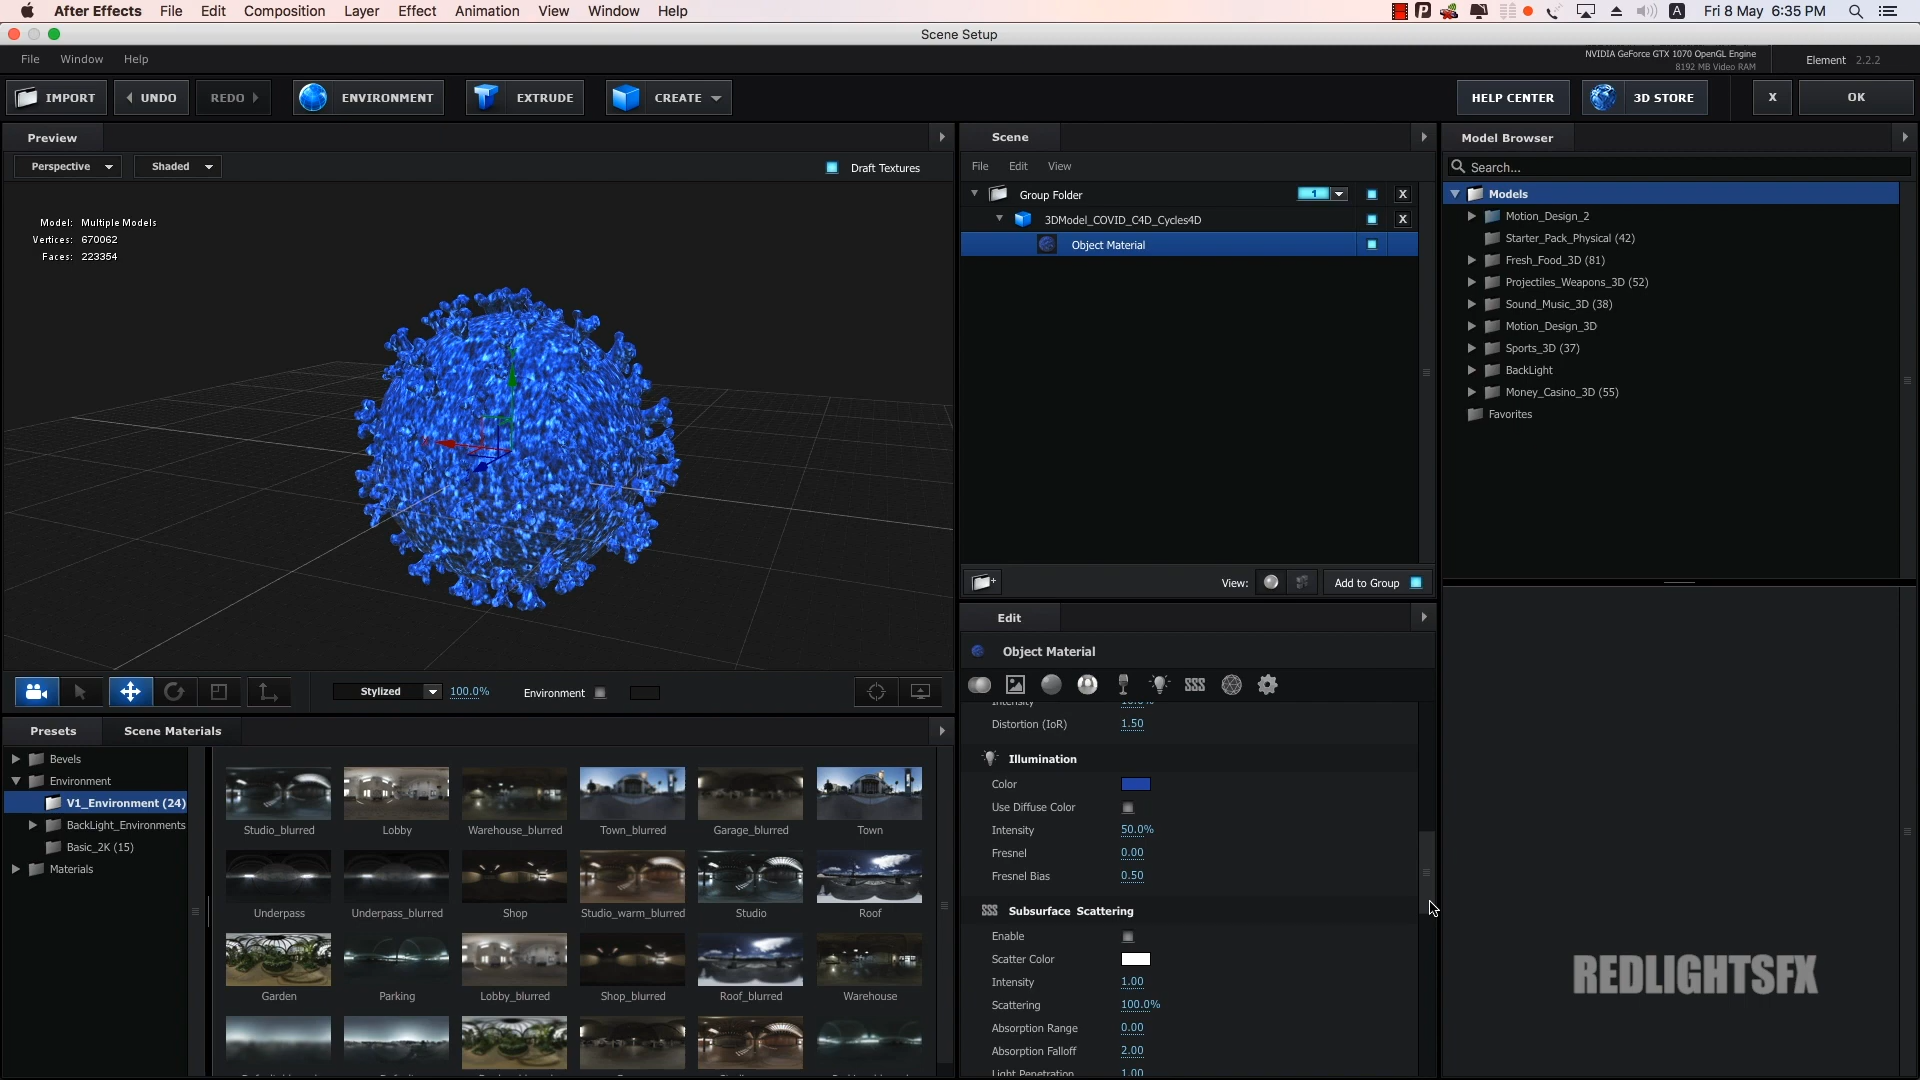 After Effects File Edit Composition Layer Effect Animation View Window Help
A Fri 8 May 6:35 PM
Scene Setup
File Window Help
NVIDIA GeForce GTX 1070 OpenGL Engine
8192 MB Video RAM
Element 2.2.2
IMPORT UNDO REDO ENVIRONMENT EXTRUDE CREATE HELP CENTER 3D STORE X OK
Preview
Perspective Shaded Draft Textures
Model: Multiple Models
Vertices: 670062
Faces: 223354
Stylized 100.0% Environment
Presets Scene Materials
Bevels
Environment
V1_Environment (24)
BackLight_Environments
Basic_2K (15)
Materials
Studio_blurred Lobby Warehouse_blurred Town_blurred Garage_blurred Town
Underpass Underpass_blurred Shop Studio_warm_blurred Studio Roof
Garden Parking Lobby_blurred Shop_blurred Roof_blurred Warehouse
Scene
File Edit View
Group Folder 1 X
3DModel_COVID_C4D_Cycles4D X
Object Material
View: Add to Group
Edit
Object Material
Intensity
Distortion (IoR) 1.50
Illumination
Color
Use Diffuse Color
Intensity 50.0%
Fresnel 0.00
Fresnel Bias 0.50
Subsurface Scattering
Enable
Scatter Color
Intensity 1.00
Scattering 100.0%
Absorption Range 0.00
Absorption Falloff 2.00
Light Penetration 1.00
Model Browser
Search...
Models
Motion_Design_2
Starter_Pack_Physical (42)
Fresh_Food_3D (81)
Projectiles_Weapons_3D (52)
Sound_Music_3D (38)
Motion_Design_3D
Sports_3D (37)
BackLight
Money_Casino_3D (55)
Favorites
REDLIGHTSFX